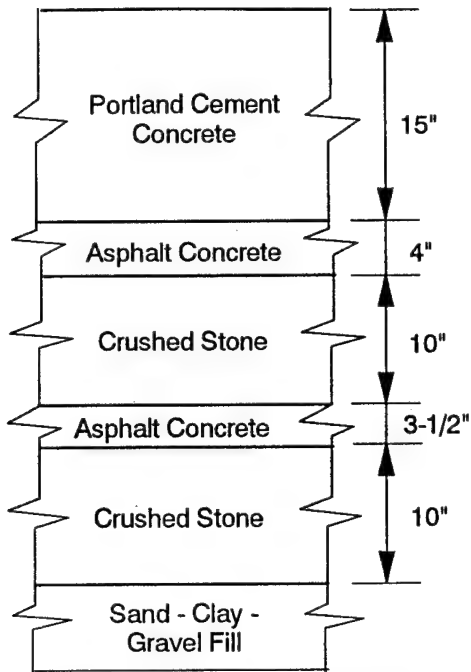 Portland Cement
Concrete
15"
Asphalt Concrete
4"
Crushed Stone
10"
Asphalt Concrete
3-1/2"
Crushed Stone
10"
Sand - Clay -
Gravel Fill